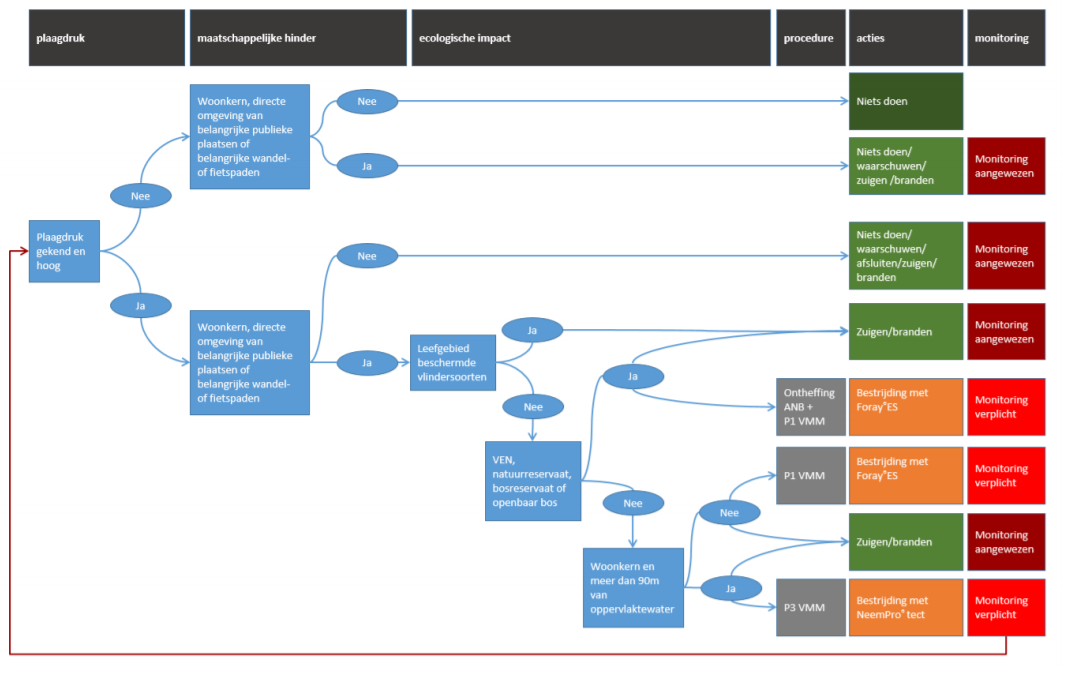 plaagdruk
maatschappelijke hinder
ecologische impact
procedure
acties
monitoring
Woonkern, directe
omgeving van
belangrijke publieke
plaatsen of
belangrijke wandel-
of fietspaden
Nee
Niets doen
Ja
Niets doen/
waarschuwen/
zuigen /branden
Monitoring
aangewezen
Nee
Plaagdruk
gekend en
hoog
Ja
Nee
Niets doen/
waarschuwen/
afsluiten/zuigen/
branden
Monitoring
aangewezen
Woonkern, directe
omgeving van
belangrijke publieke
plaatsen of
belangrijke wandel-
of fietspaden
Ja
Leefgebied
beschermde
vlindersoorten
Ja
Zuigen/branden
Monitoring
aangewezen
Nee
Ja
Ontheffing
ANB +
P1 VMM
Bestrijding met
Foray®ES
Monitoring
verplicht
VEN,
natuurreservaat,
bosreservaat of
openbaar bos
Nee
P1 VMM
Bestrijding met
Foray®ES
Monitoring
verplicht
Nee
Zuigen/branden
Monitoring
aangewezen
Woonkern en
meer dan 90m
van
oppervlaktewater
Ja
P3 VMM
Bestrijding met
NeemPro®tect
Monitoring
verplicht